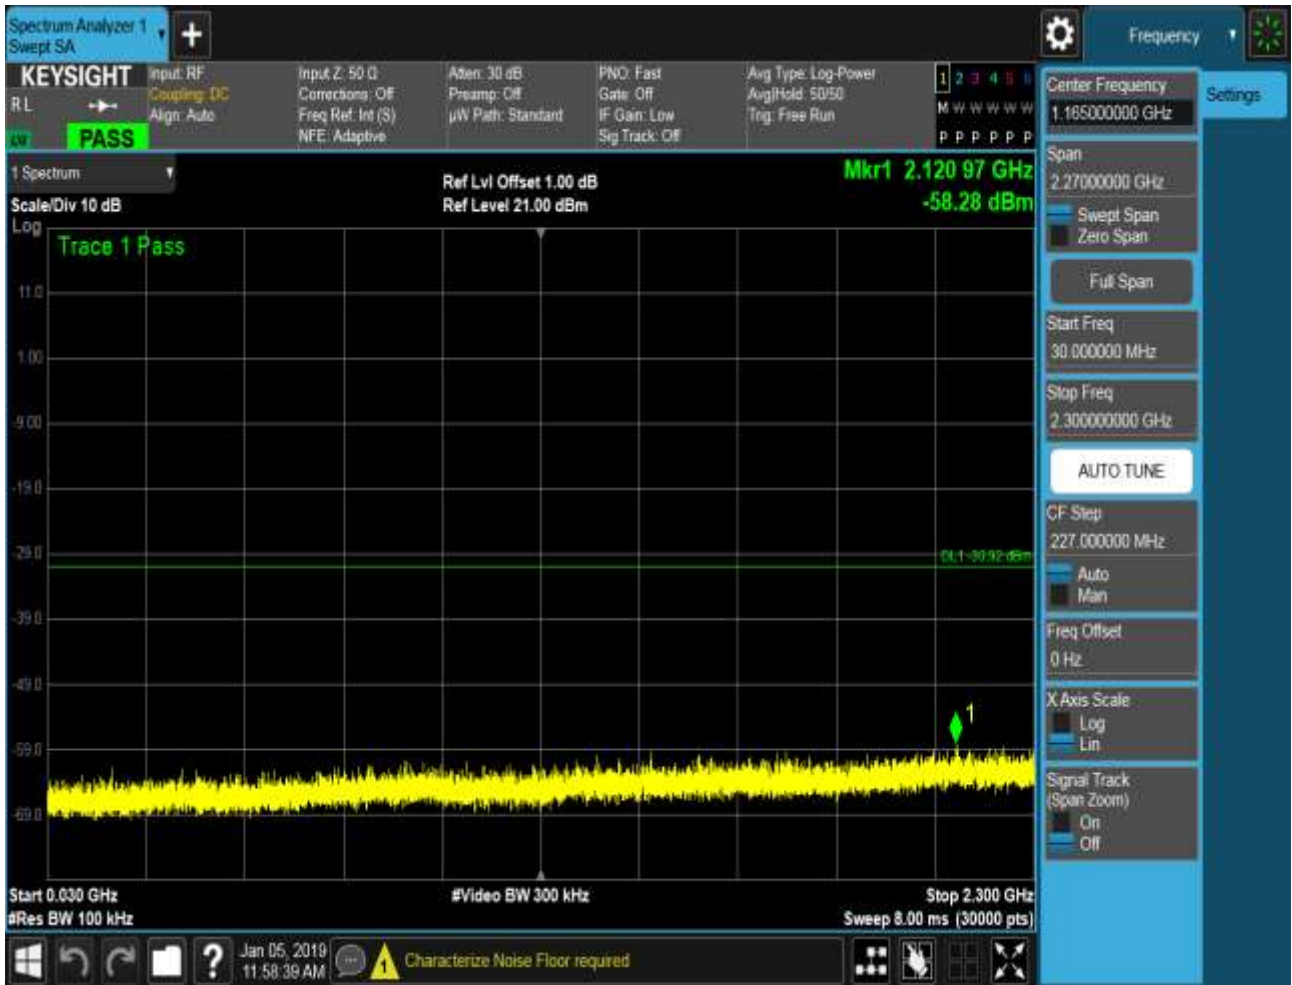 Spectrum Analyzer 1
Swept SA
+
Frequency
KEYSIGHT
RL
PASS
Input: RF
Coupling: DC
Align: Auto
Input Z: 50 Ω
Corrections: Off
Freq Ref: Int (S)
NFE: Adaptive
Atten: 30 dB
Preamp: Off
µW Path: Standard
PNO: Fast
Gate: Off
IF Gain: Low
Sig Track: Off
Avg Type: Log-Power
Avg|Hold: 50/50
Trig: Free Run
1 2 3 4 5 6
M W W W W W
P P P P P P
1 Spectrum
Scale/Div 10 dB
Log
Ref Lvl Offset 1.00 dB
Ref Level 21.00 dBm
Mkr1 2.120 97 GHz
-58.28 dBm
Trace 1 Pass
11.0
1.00
-9.00
-19.0
-29.0
DL1 -30.92 dBm
-39.0
-49.0
-59.0
-69.0
1
Start 0.030 GHz
#Res BW 100 kHz
#Video BW 300 kHz
Stop 2.300 GHz
Sweep 8.00 ms (30000 pts)
Center Frequency
1.165000000 GHz
Settings
Span
2.27000000 GHz
Swept Span
Zero Span
Full Span
Start Freq
30.000000 MHz
Stop Freq
2.300000000 GHz
AUTO TUNE
CF Step
227.000000 MHz
Auto
Man
Freq Offset
0 Hz
X Axis Scale
Log
Lin
Signal Track
(Span Zoom)
On
Off
?
Jan 05, 2019
11:58:39 AM
1
Characterize Noise Floor required